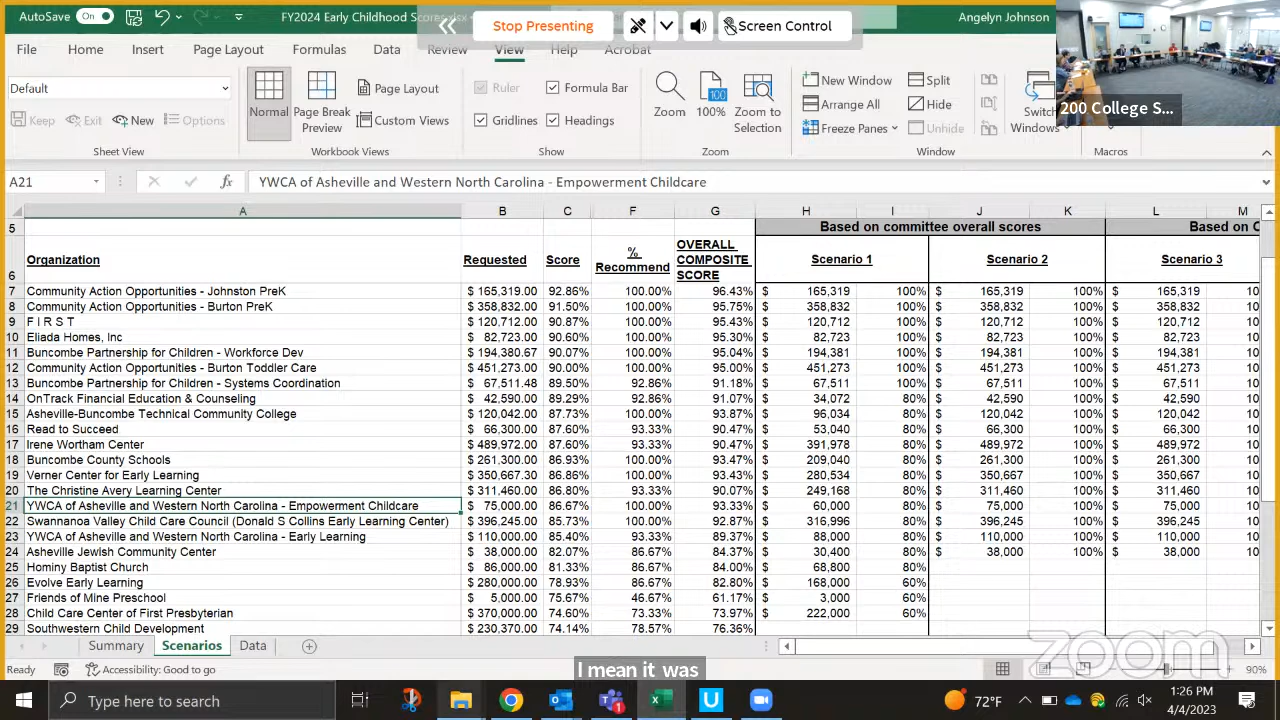 AutoSave On FY2024 Early Childhood Scores.xlsx Angelyn Johnson
Stop Presenting Screen Control
File Home Insert Page Layout Formulas Data Review View Help Acrobat
Default
Keep Exit New Options
Sheet View
Normal Page Break Preview Page Layout Custom Views
Workbook Views
Ruler Formula Bar
Gridlines Headings
Show
Zoom 100% Zoom to Selection
Zoom
New Window Arrange All Freeze Panes Split Hide Unhide Switch Windows
Window
Macros
200 College S...
A21 fx YWCA of Asheville and Western North Carolina - Empowerment Childcare
A B C F G H I J K L M
5 Based on committee overall scores Based on C
6 Organization Requested Score % Recommend OVERALL COMPOSITE SCORE Scenario 1 Scenario 2 Scenario 3
7 Community Action Opportunities - Johnston PreK $ 165,319.00 92.86% 100.00% 96.43% $ 165,319 100% $ 165,319 100% $ 165,319 10
8 Community Action Opportunities - Burton PreK $ 358,832.00 91.50% 100.00% 95.75% $ 358,832 100% $ 358,832 100% $ 358,832 10
9 F I R S T $ 120,712.00 90.87% 100.00% 95.43% $ 120,712 100% $ 120,712 100% $ 120,712 10
10 Eliada Homes, Inc $ 82,723.00 90.60% 100.00% 95.30% $ 82,723 100% $ 82,723 100% $ 82,723 10
11 Buncombe Partnership for Children - Workforce Dev $ 194,380.67 90.07% 100.00% 95.04% $ 194,381 100% $ 194,381 100% $ 194,381 10
12 Community Action Opportunities - Burton Toddler Care $ 451,273.00 90.00% 100.00% 95.00% $ 451,273 100% $ 451,273 100% $ 451,273 10
13 Buncombe Partnership for Children - Systems Coordination $ 67,511.48 89.50% 92.86% 91.18% $ 67,511 100% $ 67,511 100% $ 67,511 10
14 OnTrack Financial Education & Counseling $ 42,590.00 89.29% 92.86% 91.07% $ 34,072 80% $ 42,590 100% $ 42,590 10
15 Asheville-Buncombe Technical Community College $ 120,042.00 87.73% 100.00% 93.87% $ 96,034 80% $ 120,042 100% $ 120,042 10
16 Read to Succeed $ 66,300.00 87.60% 93.33% 90.47% $ 53,040 80% $ 66,300 100% $ 66,300 10
17 Irene Wortham Center $ 489,972.00 87.60% 93.33% 90.47% $ 391,978 80% $ 489,972 100% $ 489,972 10
18 Buncombe County Schools $ 261,300.00 86.93% 100.00% 93.47% $ 209,040 80% $ 261,300 100% $ 261,300 10
19 Verner Center for Early Learning $ 350,667.30 86.86% 100.00% 93.43% $ 280,534 80% $ 350,667 100% $ 350,667 10
20 The Christine Avery Learning Center $ 311,460.00 86.80% 93.33% 90.07% $ 249,168 80% $ 311,460 100% $ 311,460 10
21 YWCA of Asheville and Western North Carolina - Empowerment Childcare $ 75,000.00 86.67% 100.00% 93.33% $ 60,000 80% $ 75,000 100% $ 75,000 10
22 Swannanoa Valley Child Care Council (Donald S Collins Early Learning Center) $ 396,245.00 85.73% 100.00% 92.87% $ 316,996 80% $ 396,245 100% $ 396,245 10
23 YWCA of Asheville and Western North Carolina - Early Learning $ 110,000.00 85.40% 93.33% 89.37% $ 88,000 80% $ 110,000 100% $ 110,000 10
24 Asheville Jewish Community Center $ 38,000.00 82.07% 86.67% 84.37% $ 30,400 80% $ 38,000 100% $ 38,000 10
25 Hominy Baptist Church $ 86,000.00 81.33% 86.67% 84.00% $ 68,800 80%
26 Evolve Early Learning $ 280,000.00 78.93% 86.67% 82.80% $ 168,000 60%
27 Friends of Mine Preschool $ 5,000.00 75.67% 46.67% 61.17% $ 3,000 60%
28 Child Care Center of First Presbyterian $ 370,000.00 74.60% 73.33% 73.97% $ 222,000 60%
29 Southwestern Child Development $ 230,370.00 74.14% 78.57% 76.36%
Summary Scenarios Data
zoom
Ready Accessibility: Good to go 90%
I mean it was
Type here to search 72°F 1:26 PM
4/4/2023